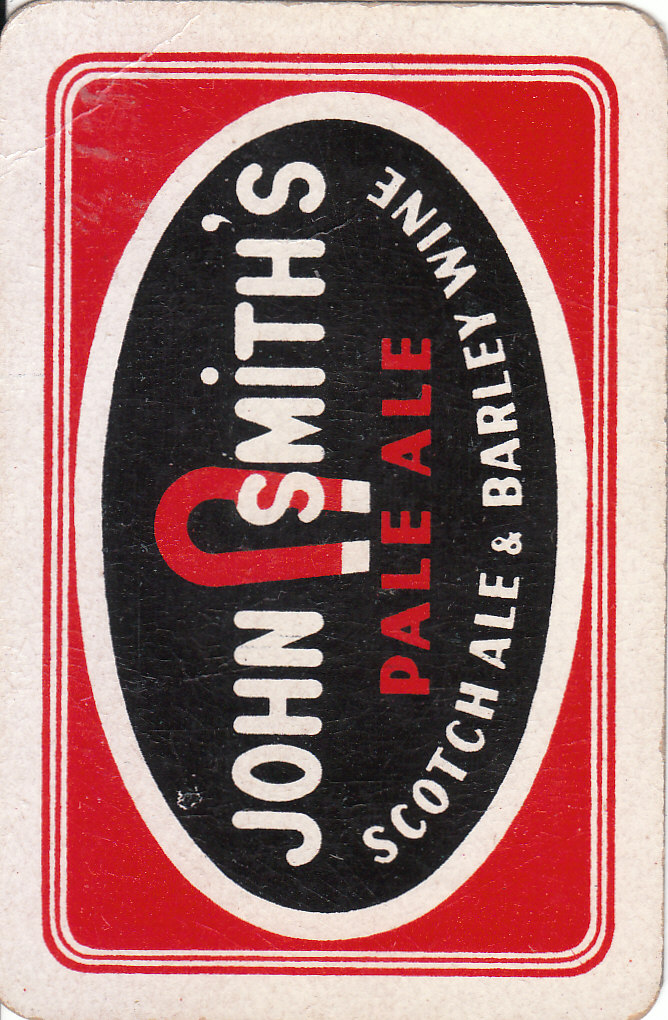 JOHN SMITH'S
PALE ALE
SCOTCH ALE & BARLEY WINE